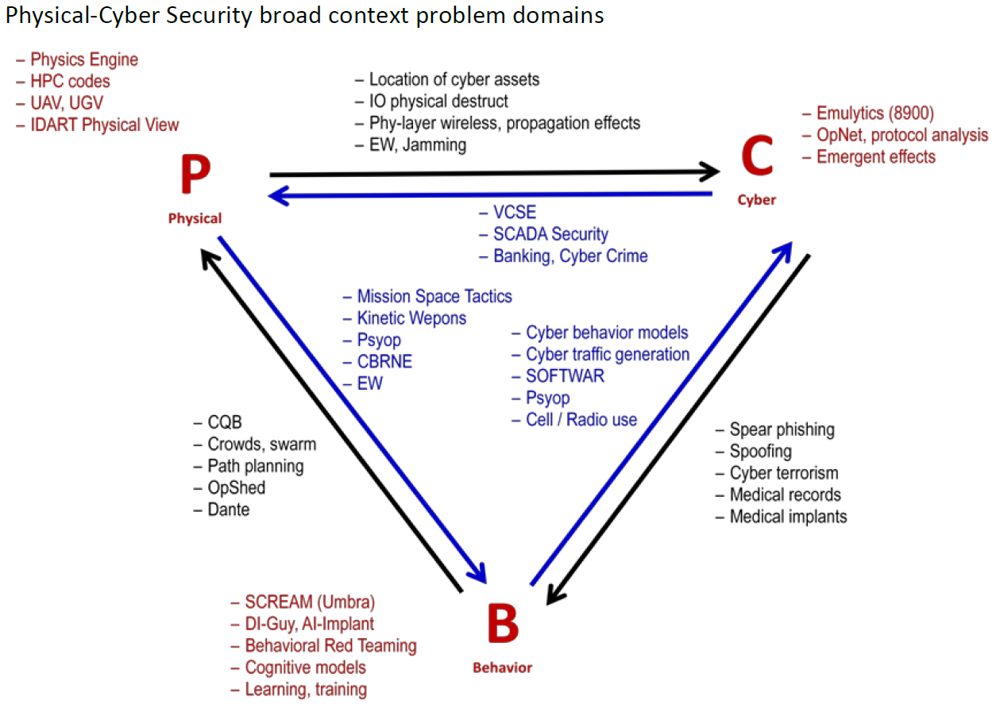 Physical-Cyber Security broad context problem domains
– Physics Engine
– HPC codes
– UAV, UGV
– IDART Physical View
– Location of cyber assets
– IO physical destruct
– Phy-layer wireless, propagation effects
– EW, Jamming
– Emulytics (8900)
– OpNet, protocol analysis
– Emergent effects
P
Physical
C
Cyber
– VCSE
– SCADA Security
– Banking, Cyber Crime
– Mission Space Tactics
– Kinetic Wepons
– Psyop
– CBRNE
– EW
– Cyber behavior models
– Cyber traffic generation
– SOFTWAR
– Psyop
– Cell / Radio use
– CQB
– Crowds, swarm
– Path planning
– OpShed
– Dante
– Spear phishing
– Spoofing
– Cyber terrorism
– Medical records
– Medical implants
– SCREAM (Umbra)
– DI-Guy, AI-Implant
– Behavioral Red Teaming
– Cognitive models
– Learning, training
B
Behavior